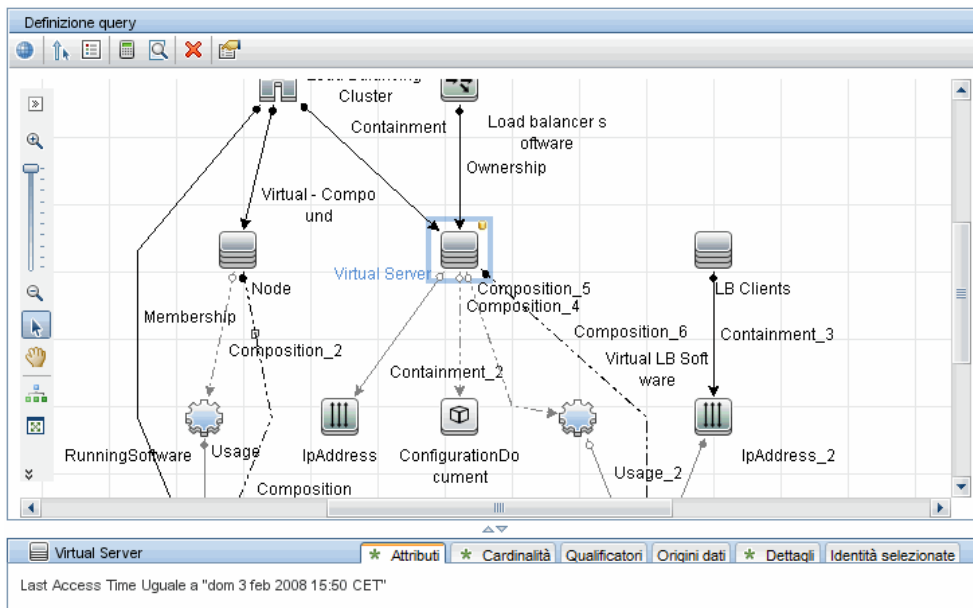 Definizione query
Load Balancing
Cluster
Containment
Load balancer s
oftware
Ownership
Virtual - Compo
und
Virtual Server
Node
Composition_5
Composition_4
LB Clients
Membership
Composition_2
Composition_6
Containment_3
Containment_2
Virtual LB Soft
ware
RunningSoftware
Usage
IpAddress
ConfigurationDo
cument
Usage_2
IpAddress_2
Composition
Virtual Server
* Attributi
* Cardinalità
Qualificatori
Origini dati
* Dettagli
Identità selezionate
Last Access Time Uguale a "dom 3 feb 2008 15:50 CET"